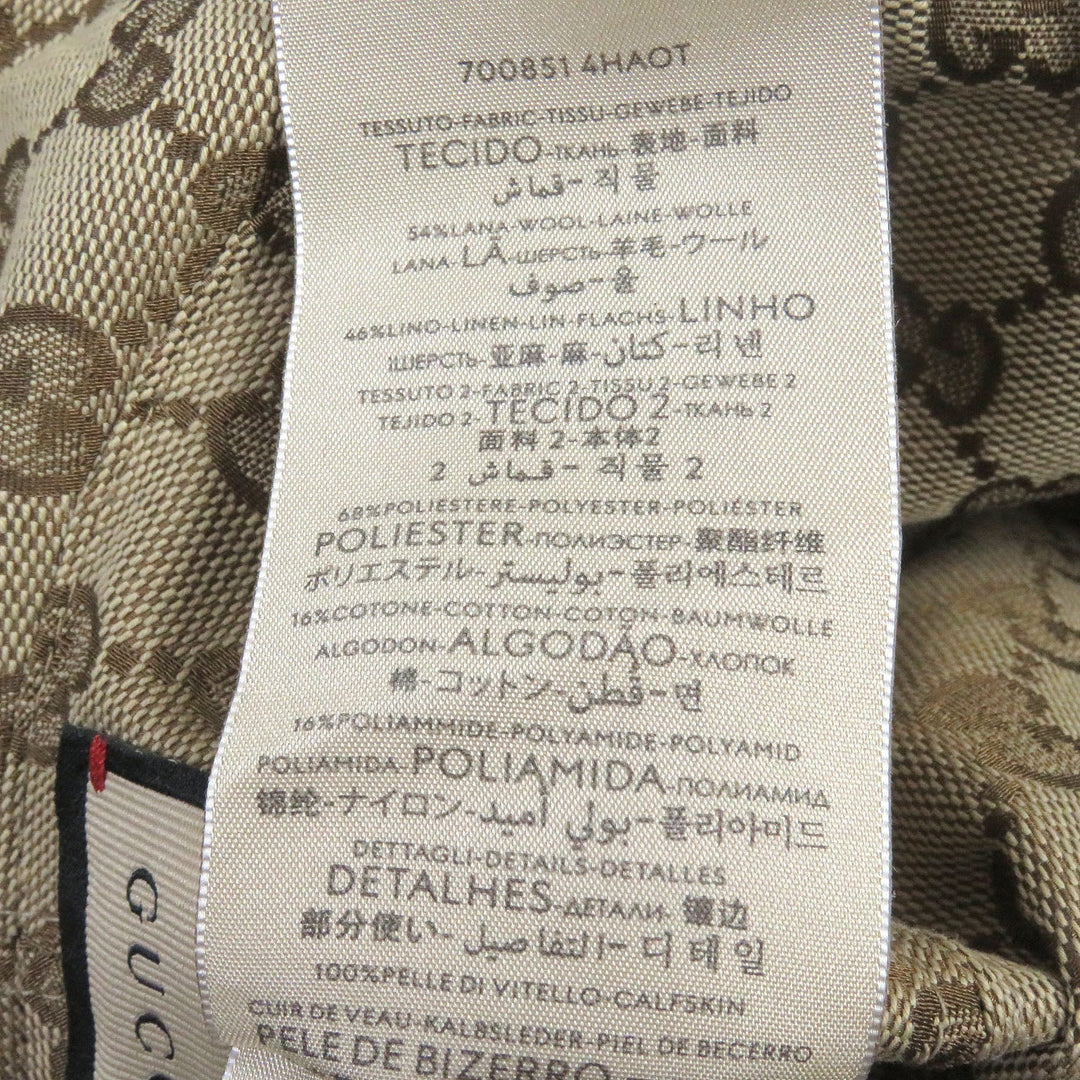 700851 4HAOT
TESSUTO-FABRIC-TISSU-GEWEBE-TEJIDO
TECIDO-ТКАНЬ-表地-面料
قماش-직물
54%LANA-WOOL-LAINE-WOLLE
LANA-LÃ-ШЕРСТЬ-羊毛-ウール
صوف-울
46%LINO-LINEN-LIN-FLACHS-LINHO
ШЕРСТЬ-亚麻-麻-كتان-리넨
TESSUTO 2-FABRIC 2-TISSU 2-GEWEBE 2
TEJIDO 2-TECIDO 2-ТКАНЬ 2
面料 2-本体2
2 قماش-직물 2
68%POLIESTERE-POLYESTER-POLIÉSTER
POLIESTER-ПОЛИЭСТЕР-聚酯纤维
ポリエステル-بوليستر-폴리에스테르
16%COTONE-COTTON-COTON-BAUMWOLLE
ALGODON-ALGODÃO-ХЛОПОК
棉-コットン-قطن-면
16%POLIAMMIDE-POLYAMIDE-POLYAMID
POLIAMIDA-POLIAMIDA-ПОЛИАМИД
锦纶-ナイロン-بولي أميد-폴리아미드
DETTAGLI-DETAILS-DETALLES
DETALHES-ДЕТАЛИ-镶边
部分使い-التفاصيل-디테일
100%PELLE DI VITELLO-CALFSKIN
CUIR DE VEAU-KALBSLEDER-PIEL DE BECERRO
PELE DE BIZERRO
GUCC